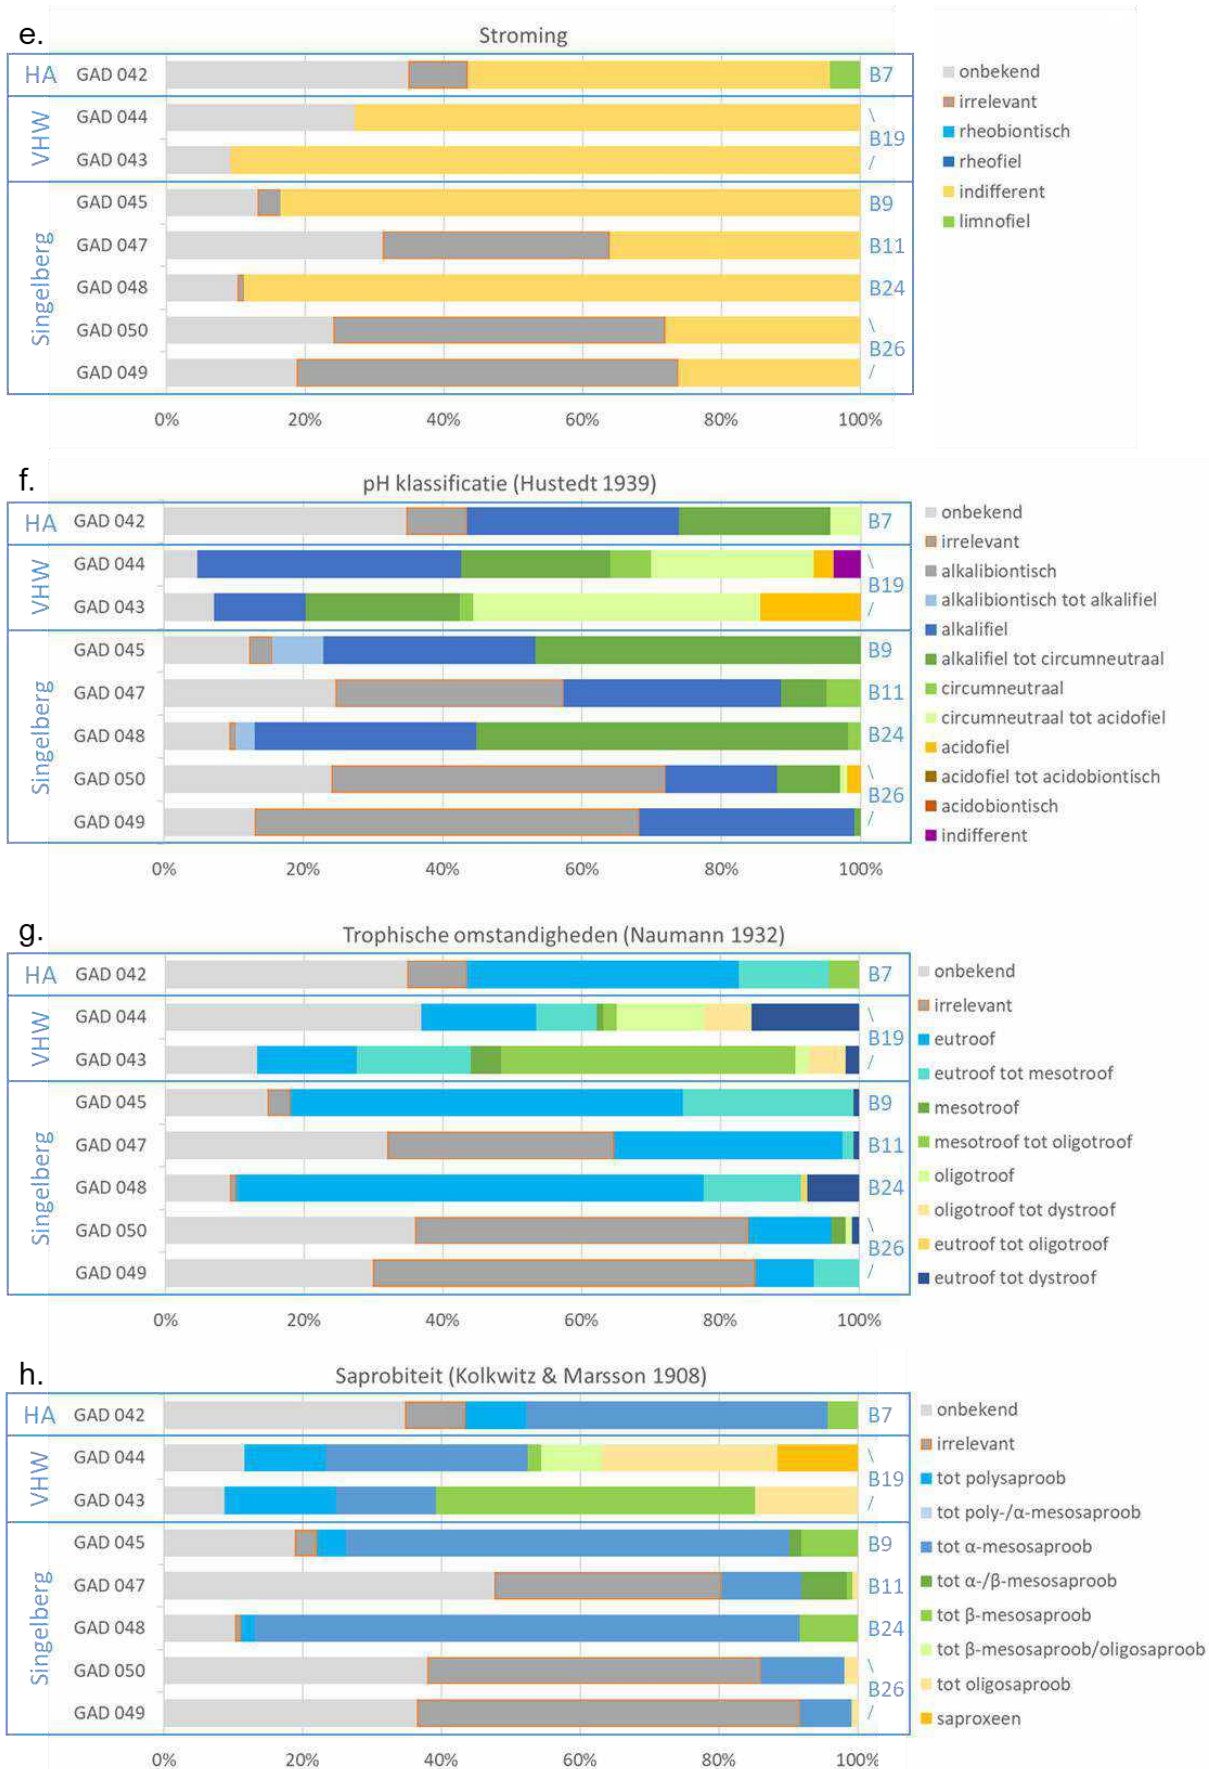 e.
Stroming
HA
GAD 042
B7
VHW
GAD 044
\
B19
GAD 043
/
Singelberg
GAD 045
B9
GAD 047
B11
GAD 048
B24
GAD 050
\
B26
GAD 049
/
0% 20% 40% 60% 80% 100%
onbekend
irrelevant
rheobiontisch
rheofiel
indifferent
limnofiel
f.
pH klassificatie (Hustedt 1939)
HA
GAD 042
B7
VHW
GAD 044
\
B19
GAD 043
/
Singelberg
GAD 045
B9
GAD 047
B11
GAD 048
B24
GAD 050
\
B26
GAD 049
/
0% 20% 40% 60% 80% 100%
onbekend
irrelevant
alkalibiontisch
alkalibiontisch tot alkalifiel
alkalifiel
alkalifiel tot circumneutraal
circumneutraal
circumneutraal tot acidofiel
acidofiel
acidofiel tot acidobiontisch
acidobiontisch
indifferent
g.
Trophische omstandigheden (Naumann 1932)
HA
GAD 042
B7
VHW
GAD 044
\
B19
GAD 043
/
Singelberg
GAD 045
B9
GAD 047
B11
GAD 048
B24
GAD 050
\
B26
GAD 049
/
0% 20% 40% 60% 80% 100%
onbekend
irrelevant
eutroof
eutroof tot mesotroof
mesotroof
mesotroof tot oligotroof
oligotroof
oligotroof tot dystroof
eutroof tot oligotroof
eutroof tot dystroof
h.
Saprobiteit (Kolkwitz & Marsson 1908)
HA
GAD 042
B7
VHW
GAD 044
\
B19
GAD 043
/
Singelberg
GAD 045
B9
GAD 047
B11
GAD 048
B24
GAD 050
\
B26
GAD 049
/
0% 20% 40% 60% 80% 100%
onbekend
irrelevant
tot polysaproob
tot poly-/α-mesosaproob
tot α-mesosaproob
tot α-/β-mesosaproob
tot β-mesosaproob
tot β-mesosaproob/oligosaproob
tot oligosaproob
saproxeen